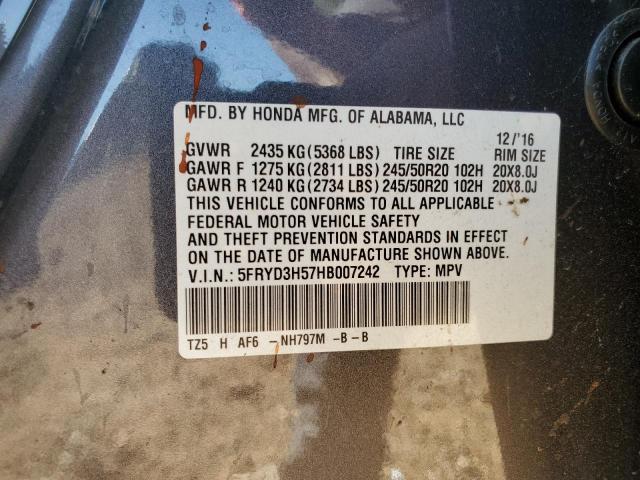 MFD. BY HONDA MFG. OF ALABAMA, LLC
12/'16
GVWR 2435 KG(5368 LBS) TIRE SIZE RIM SIZE
GAWR F 1275 KG(2811 LBS) 245/50R20 102H 20X8.0J
GAWR R 1240 KG(2734 LBS) 245/50R20 102H 20X8.0J
THIS VEHICLE CONFORMS TO ALL APPLICABLE
FEDERAL MOTOR VEHICLE SAFETY
AND THEFT PREVENTION STANDARDS IN EFFECT
ON THE DATE OF MANUFACTURE SHOWN ABOVE.
V.I.N.: 5FRYD3H57HB007242 TYPE: MPV
TZ5 H AF6 -NH797M -B-B